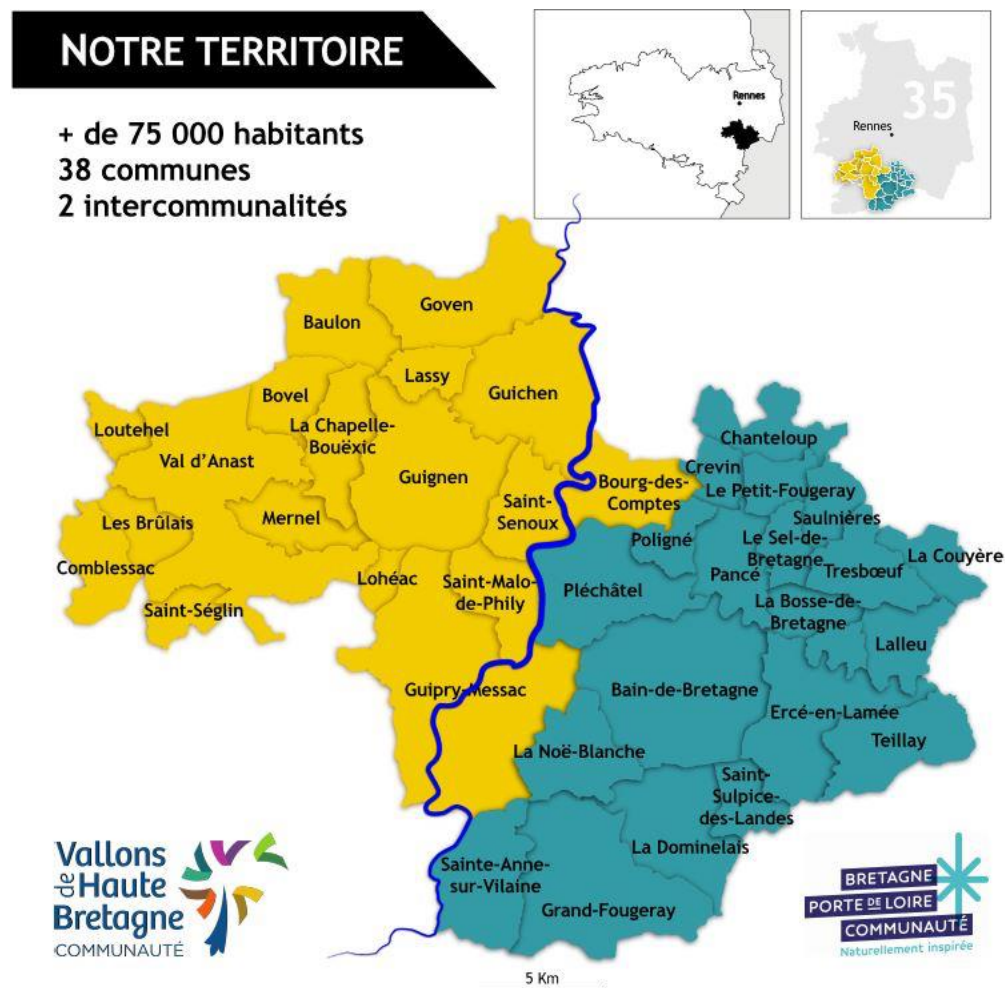 NOTRE TERRITOIRE
+ de 75 000 habitants
38 communes
2 intercommunalités
Rennes
35
Rennes
Goven
Baulon
Lassy
Guichen
Bovel
La Chapelle-
Bouëxic
Loutehel
Val d'Anast
Guignen
Saint-
Senoux
Bourg-des-
Comptes
Chanteloup
Crevin
Le Petit-Fougeray
Saulnières
Les Brûlais
Mernel
Poligné
Le Sel-de-
Bretagne
La Couyère
Comblessac
Lohéac
Saint-Malo-
de-Phily
Pléchâtel
Pancé
Tresbœuf
Saint-Séglin
La Bosse-de-
Bretagne
Lalleu
Guipry-Messac
Bain-de-Bretagne
Ercé-en-Lamée
Teillay
La Noë-Blanche
Saint-
Sulpice-
des-Landes
La Dominelais
Sainte-Anne-
sur-Vilaine
Grand-Fougeray
Vallons
de Haute
Bretagne
COMMUNAUTÉ
BRETAGNE
PORTE DE LOIRE
COMMUNAUTÉ
Naturellement inspirée
5 Km